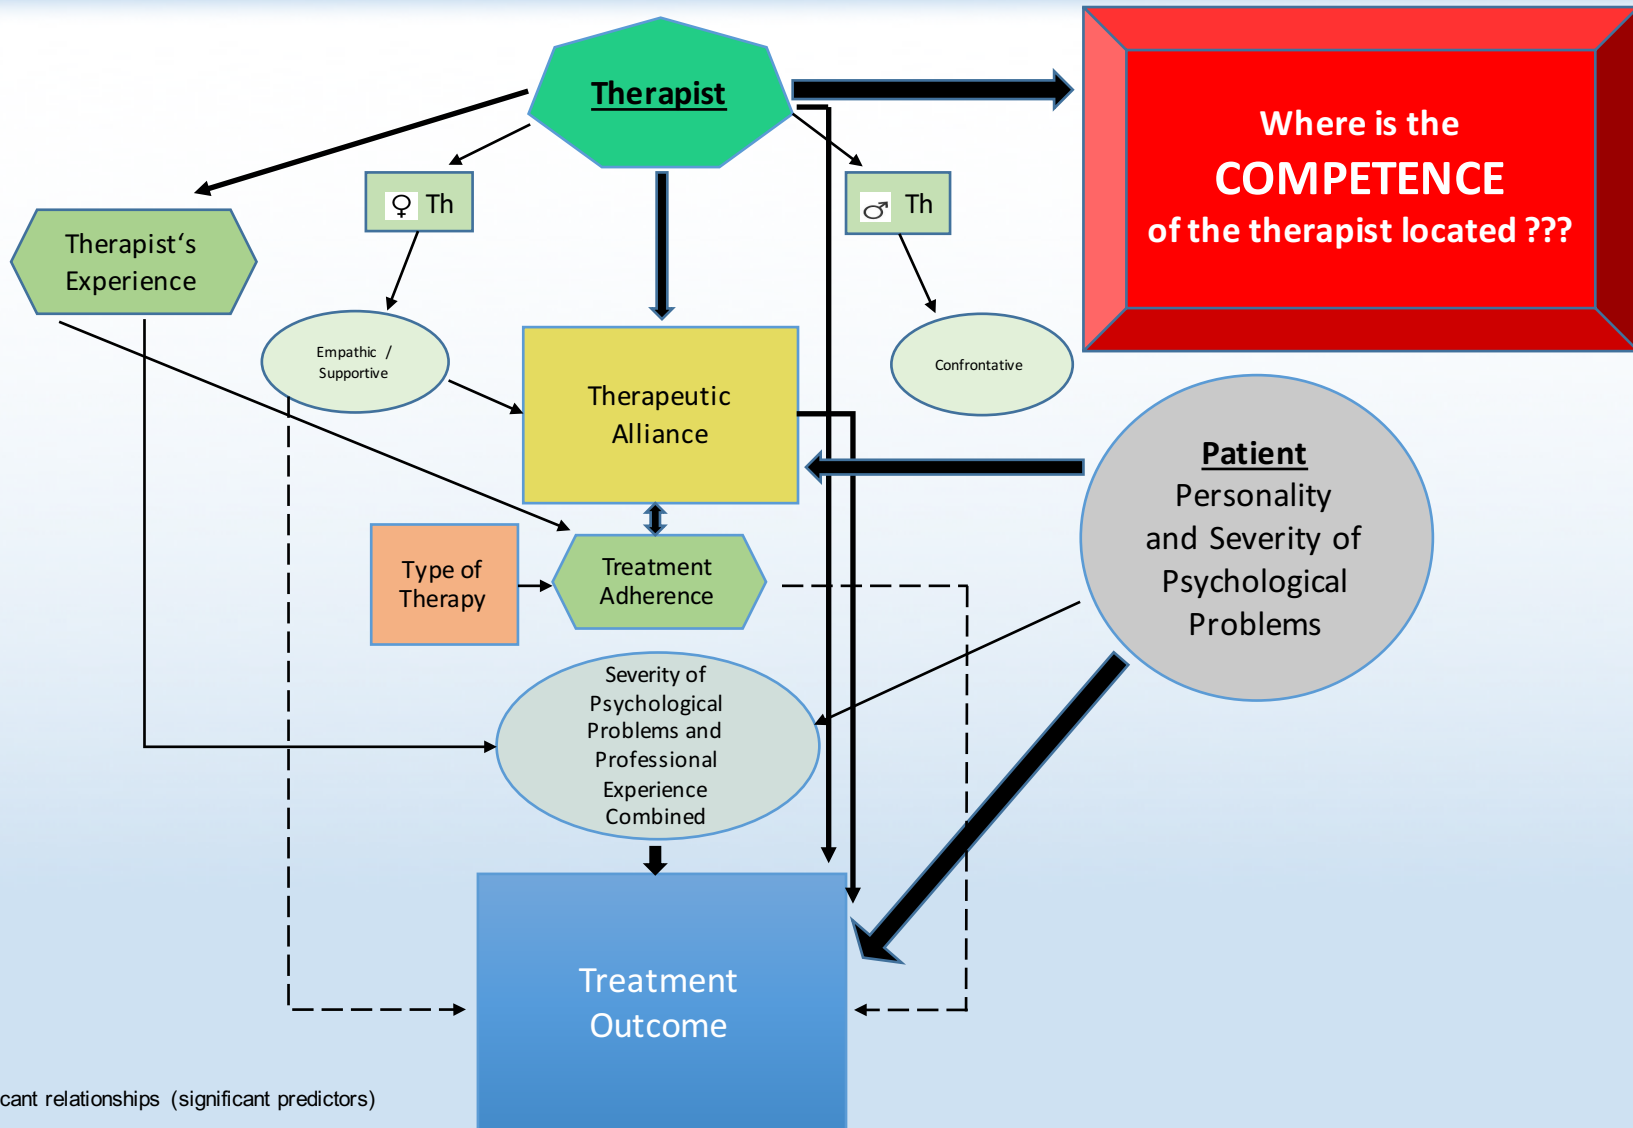 Therapist
Where is the
COMPETENCE
of the therapist located ???
♀ Th
♂ Th
Therapist‘s
Experience
Empathic /
Supportive
Therapeutic
Alliance
Confrontative
Patient
Personality
and Severity of
Psychological
Problems
Type of
Therapy
Treatment
Adherence
Severity of
Psychological
Problems and
Professional
Experience
Combined
Treatment
Outcome
cant relationships (significant predictors)